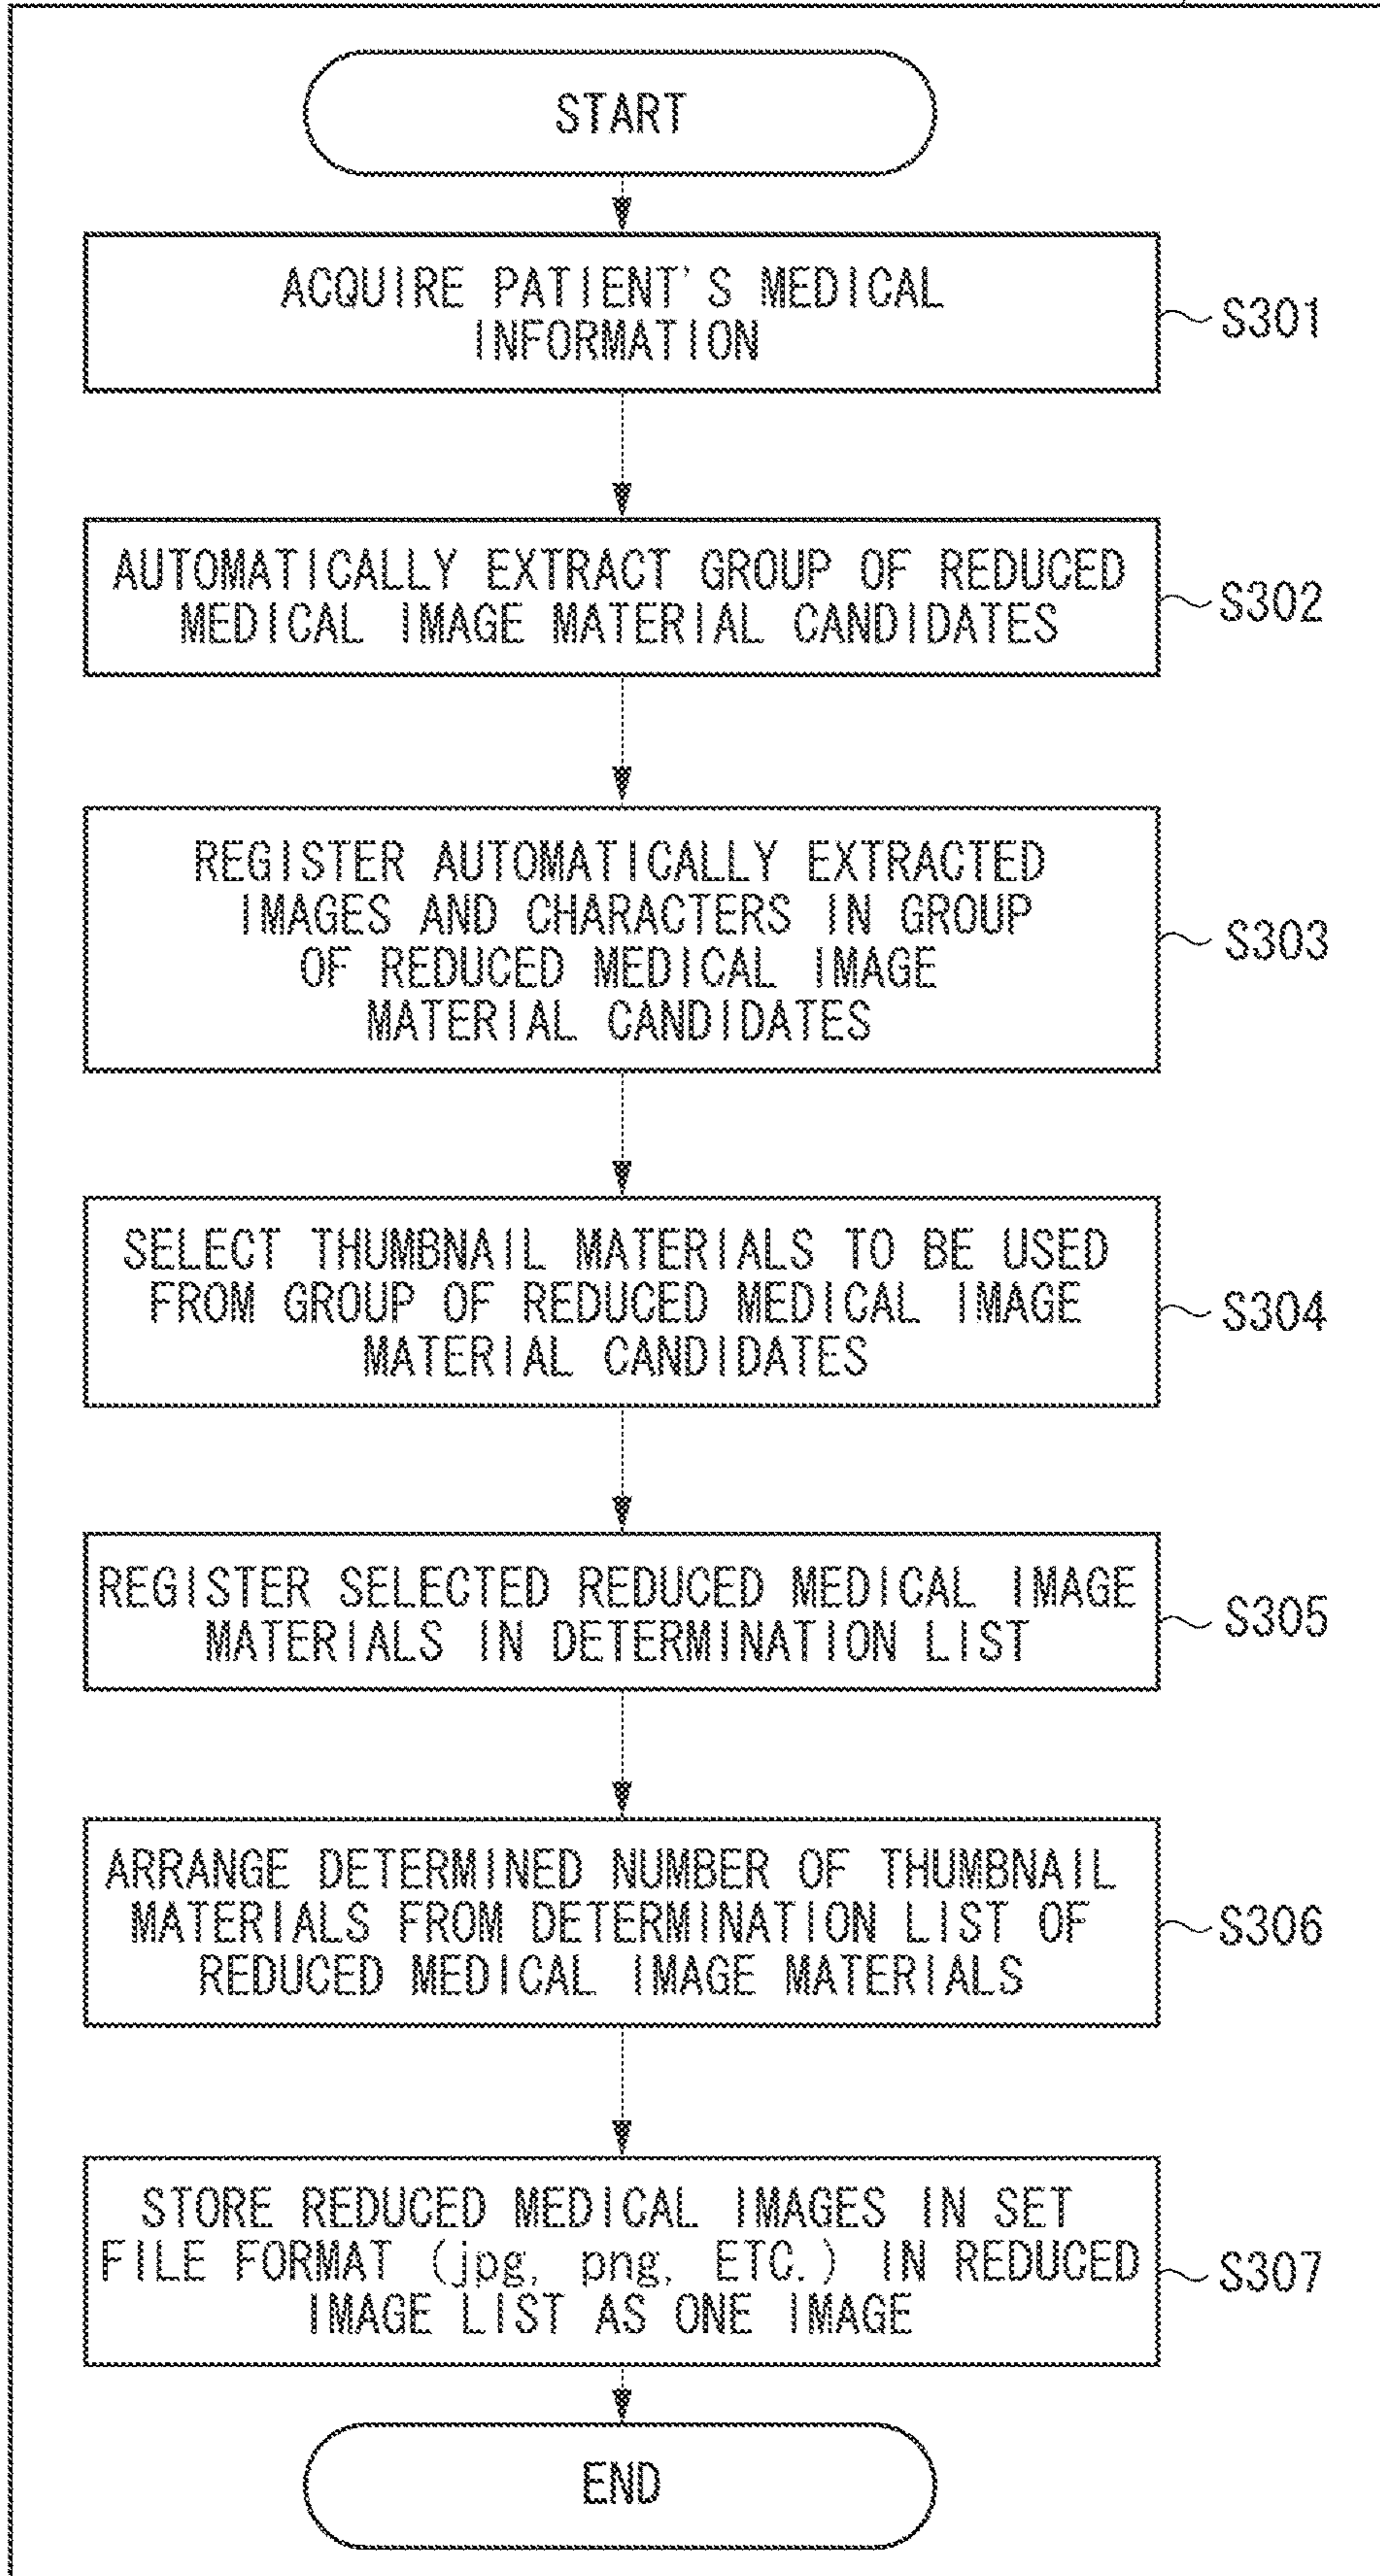 START
ACQUIRE PATIENT'S MEDICAL
INFORMATION
S301
AUTOMATICALLY EXTRACT GROUP OF REDUCED
MEDICAL IMAGE MATERIAL CANDIDATES
S302
REGISTER AUTOMATICALLY EXTRACTED
IMAGES AND CHARACTERS IN GROUP
OF REDUCED MEDICAL IMAGE
MATERIAL CANDIDATES
S303
SELECT THUMBNAIL MATERIALS TO BE USED
FROM GROUP OF REDUCED MEDICAL IMAGE
MATERIAL CANDIDATES
S304
REGISTER SELECTED REDUCED MEDICAL IMAGE
MATERIALS IN DETERMINATION LIST
S305
ARRANGE DETERMINED NUMBER OF THUMBNAIL
MATERIALS FROM DETERMINATION LIST OF
REDUCED MEDICAL IMAGE MATERIALS
S306
STORE REDUCED MEDICAL IMAGES IN SET
FILE FORMAT (jpg, png, ETC.) IN REDUCED
IMAGE LIST AS ONE IMAGE
S307
END